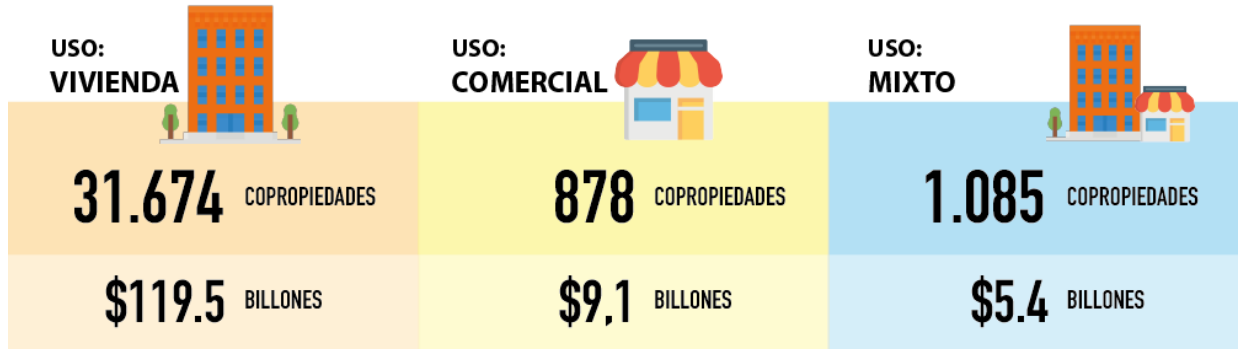 USO:
VIVIENDA
31.674 COPROPIEDADES
$119.5 BILLONES
USO:
COMERCIAL
878 COPROPIEDADES
$9,1 BILLONES
USO:
MIXTO
1.085 COPROPIEDADES
$5.4 BILLONES